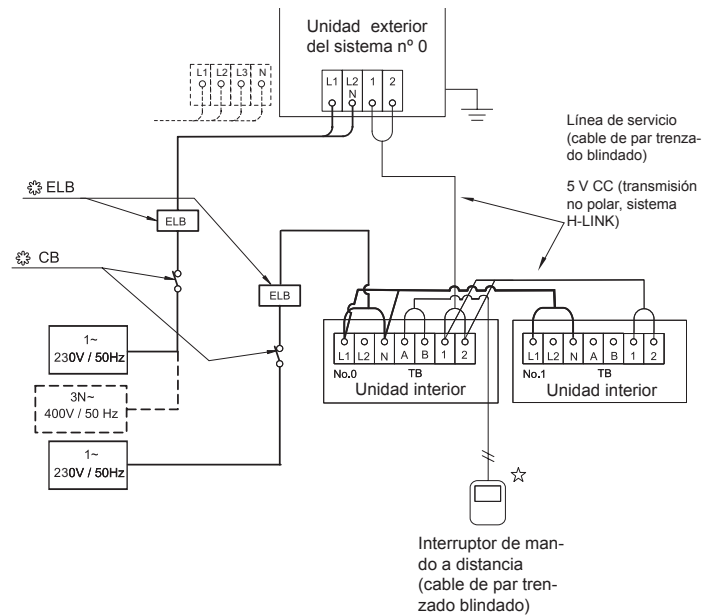 Unidad exterior
del sistema nº 0
L1 L2 L3 N
L1 L2 1 2
N
Línea de servicio
(cable de par trenza-
do blindado)
5 V CC (transmisión
no polar, sistema
H-LINK)
ELB
ELB
CB
ELB
1~
230V / 50Hz
3N~
400V / 50 Hz
1~
230V / 50Hz
L1 L2 N A B 1 2
No.0 TB
Unidad interior
L1 L2 N A B 1 2
No.1 TB
Unidad interior
Interruptor de man-
do a distancia
(cable de par tren-
zado blindado)